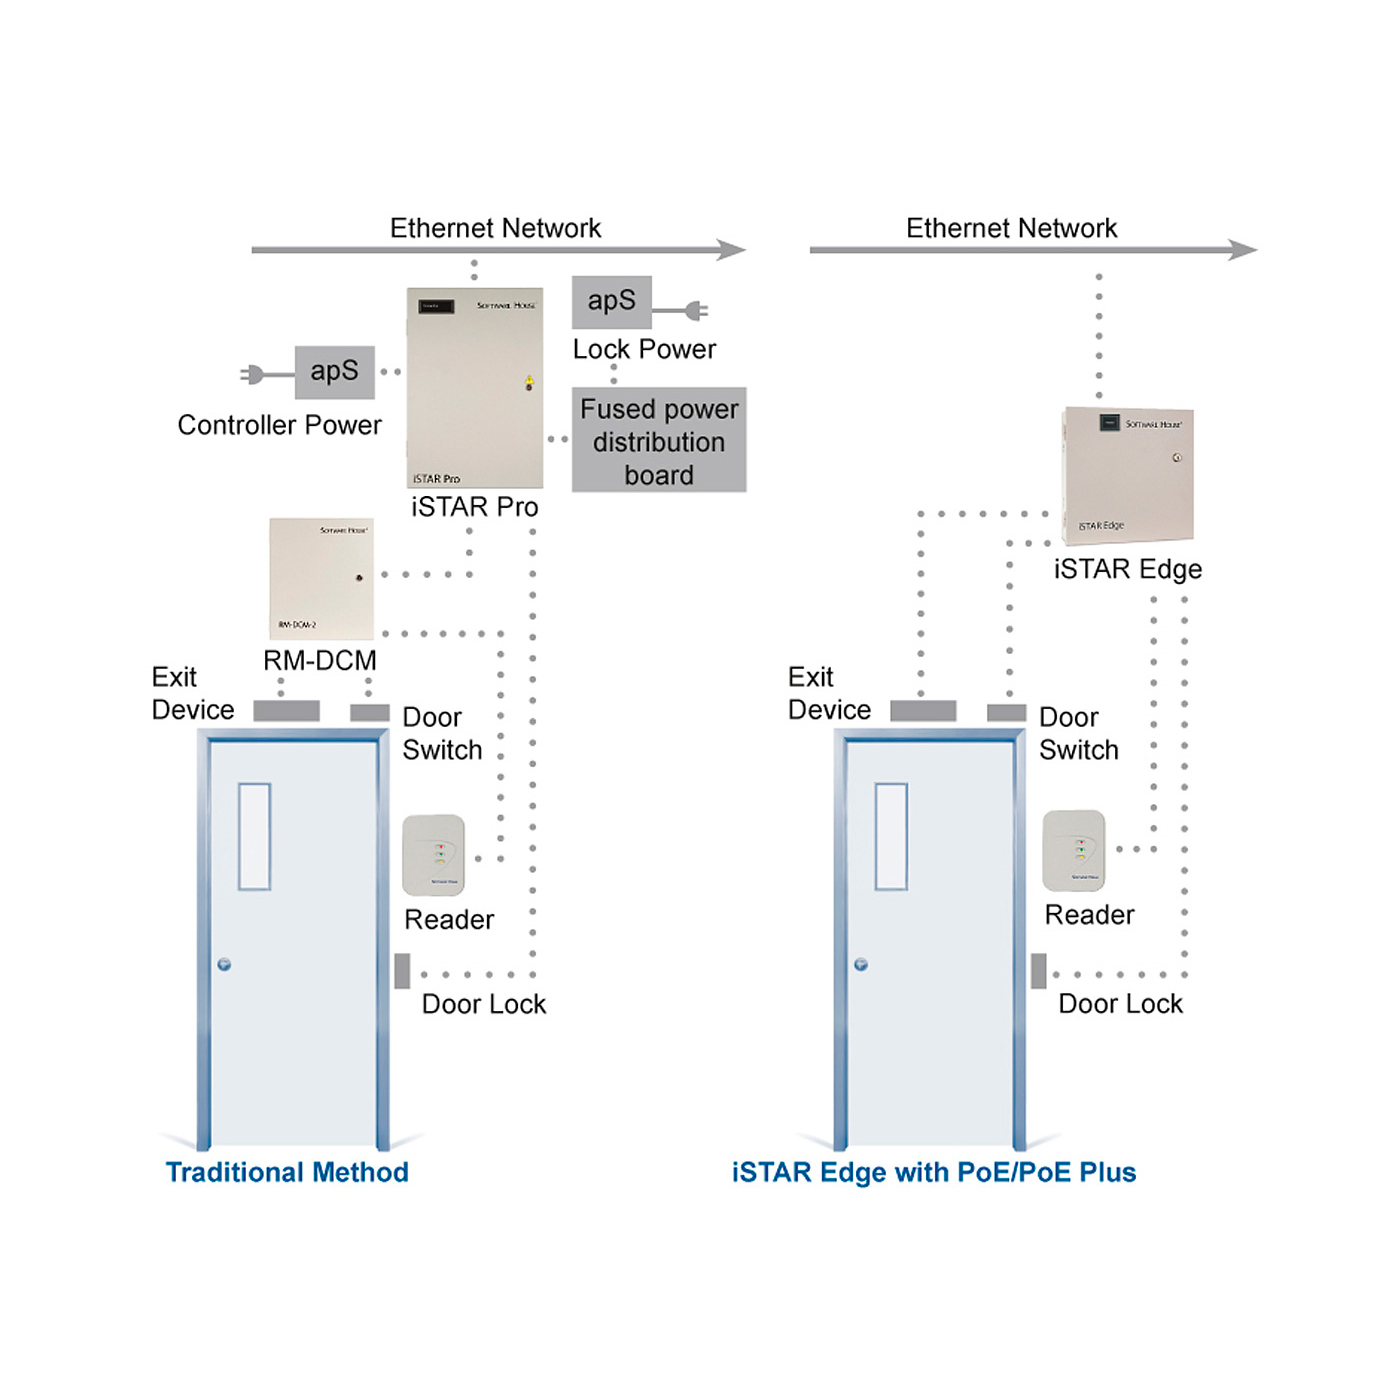 Ethernet Network
SOFTWARE HOUSE
apS
Lock Power
apS
Controller Power
Fused power
distribution
board
iSTAR Pro
iSTAR Pro
SOFTWARE HOUSE
RM-DCM-2
RM-DCM
Exit
Device
Door
Switch
Reader
Door Lock
Traditional Method
Ethernet Network
SOFTWARE HOUSE
iSTAR Edge
iSTAR Edge
Exit
Device
Door
Switch
Reader
Door Lock
iSTAR Edge with PoE/PoE Plus